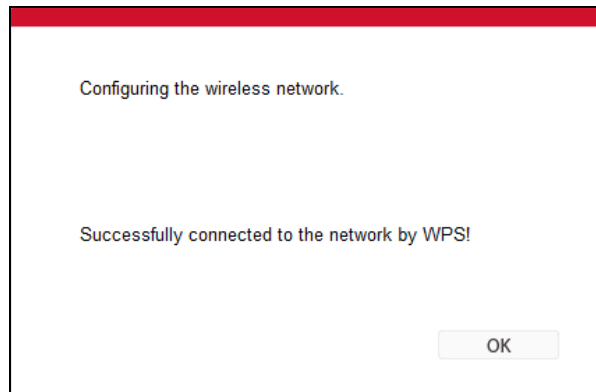 Configuring the wireless network.
Successfully connected to the network by WPS!
OK